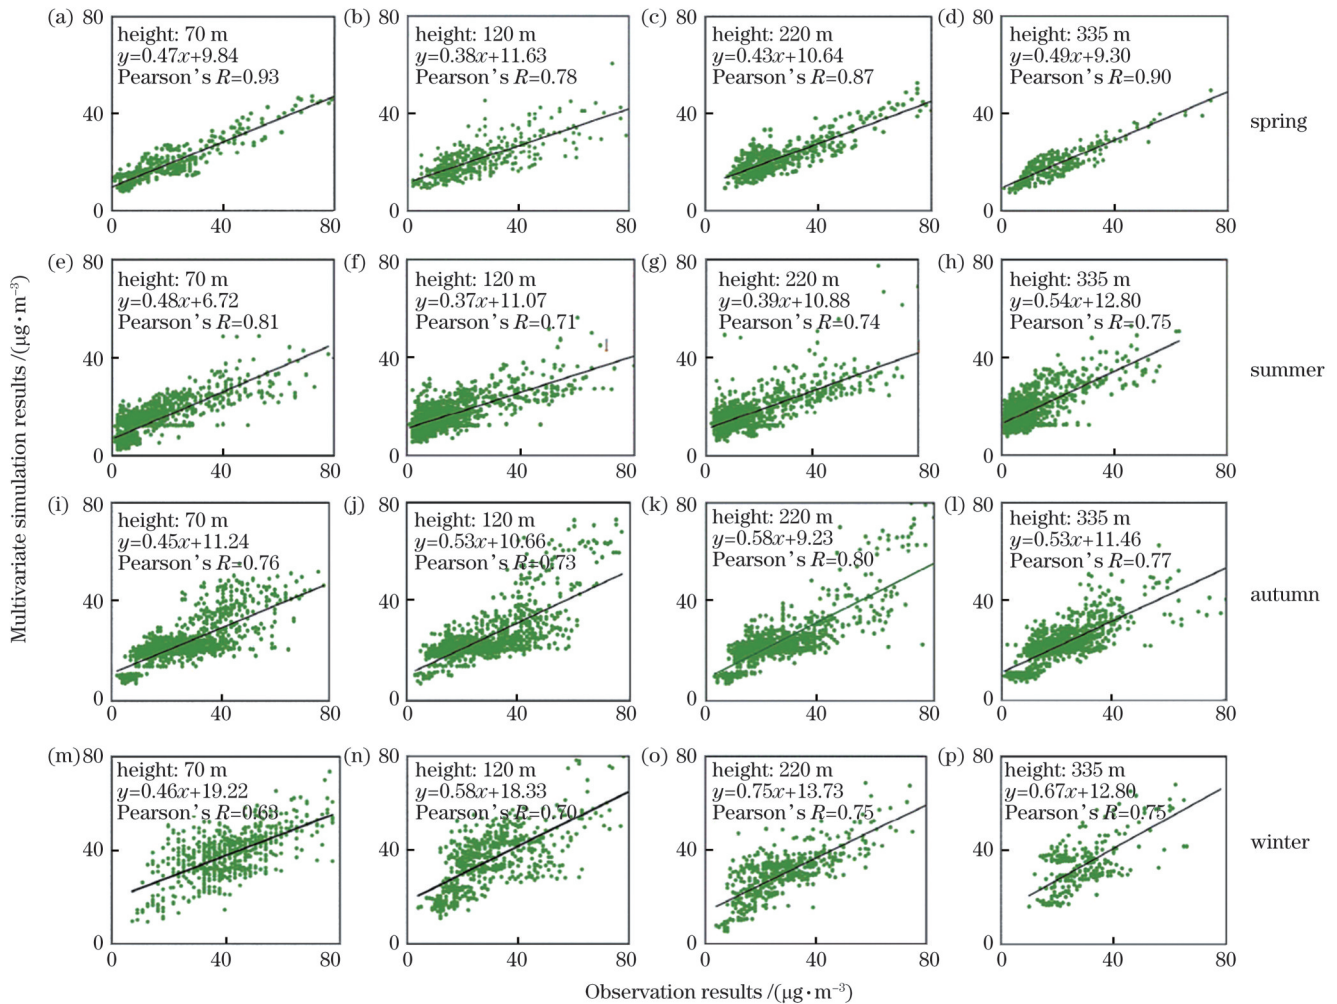 Multivariate simulation results /(μg·m⁻³)
(a)
80
40
0
height: 70 m
y=0.47x+9.84
Pearson's R=0.93
0 40 80
(b)
80
40
0
height: 120 m
y=0.38x+11.63
Pearson's R=0.78
0 40 80
(c)
80
40
0
height: 220 m
y=0.43x+10.64
Pearson's R=0.87
0 40 80
(d)
80
40
0
height: 335 m
y=0.49x+9.30
Pearson's R=0.90
0 40 80
spring
(e)
80
40
0
height: 70 m
y=0.48x+6.72
Pearson's R=0.81
0 40 80
(f)
80
40
0
height: 120 m
y=0.37x+11.07
Pearson's R=0.71
0 40 80
(g)
80
40
0
height: 220 m
y=0.39x+10.88
Pearson's R=0.74
0 40 80
(h)
80
40
0
height: 335 m
y=0.54x+12.80
Pearson's R=0.75
0 40 80
summer
(i)
80
40
0
height: 70 m
y=0.45x+11.24
Pearson's R=0.76
0 40 80
(j)
80
40
0
height: 120 m
y=0.53x+10.66
Pearson's R=0.73
0 40 80
(k)
80
40
0
height: 220 m
y=0.58x+9.23
Pearson's R=0.80
0 40 80
(l)
80
40
0
height: 335 m
y=0.53x+11.46
Pearson's R=0.77
0 40 80
autumn
(m)
80
40
0
height: 70 m
y=0.46x+19.22
Pearson's R=0.63
0 40 80
(n)
80
40
0
height: 120 m
y=0.58x+18.33
Pearson's R=0.70
0 40 80
(o)
80
40
0
height: 220 m
y=0.75x+13.73
Pearson's R=0.75
0 40 80
(p)
80
40
0
height: 335 m
y=0.67x+12.80
Pearson's R=0.75
0 40 80
winter
Observation results /(μg·m⁻³)